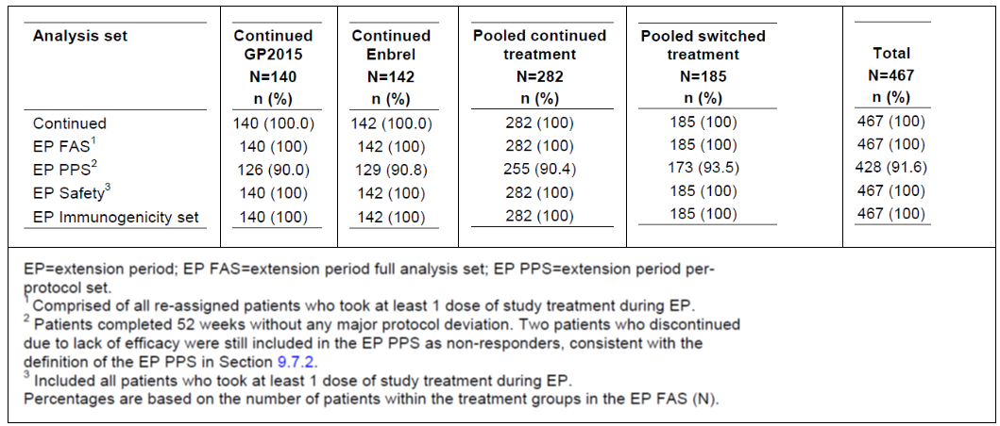 Analysis set Continued GP2015 N=140 n (%) Continued Enbrel N=142 n (%) Pooled continued treatment N=282 n (%) Pooled switched treatment N=185 n (%) Total N=467 n (%)
Continued 140 (100.0) 142 (100.0) 282 (100) 185 (100) 467 (100)
EP FAS1 140 (100) 142 (100) 282 (100) 185 (100) 467 (100)
EP PPS2 126 (90.0) 129 (90.8) 255 (90.4) 173 (93.5) 428 (91.6)
EP Safety3 140 (100) 142 (100) 282 (100) 185 (100) 467 (100)
EP Immunogenicity set 140 (100) 142 (100) 282 (100) 185 (100) 467 (100)
EP=extension period; EP FAS=extension period full analysis set; EP PPS=extension period per-
protocol set.
1 Comprised of all re-assigned patients who took at least 1 dose of study treatment during EP.
2 Patients completed 52 weeks without any major protocol deviation. Two patients who discontinued
due to lack of efficacy were still included in the EP PPS as non-responders, consistent with the
definition of the EP PPS in Section 9.7.2.
3 Included all patients who took at least 1 dose of study treatment during EP.
Percentages are based on the number of patients within the treatment groups in the EP FAS (N).